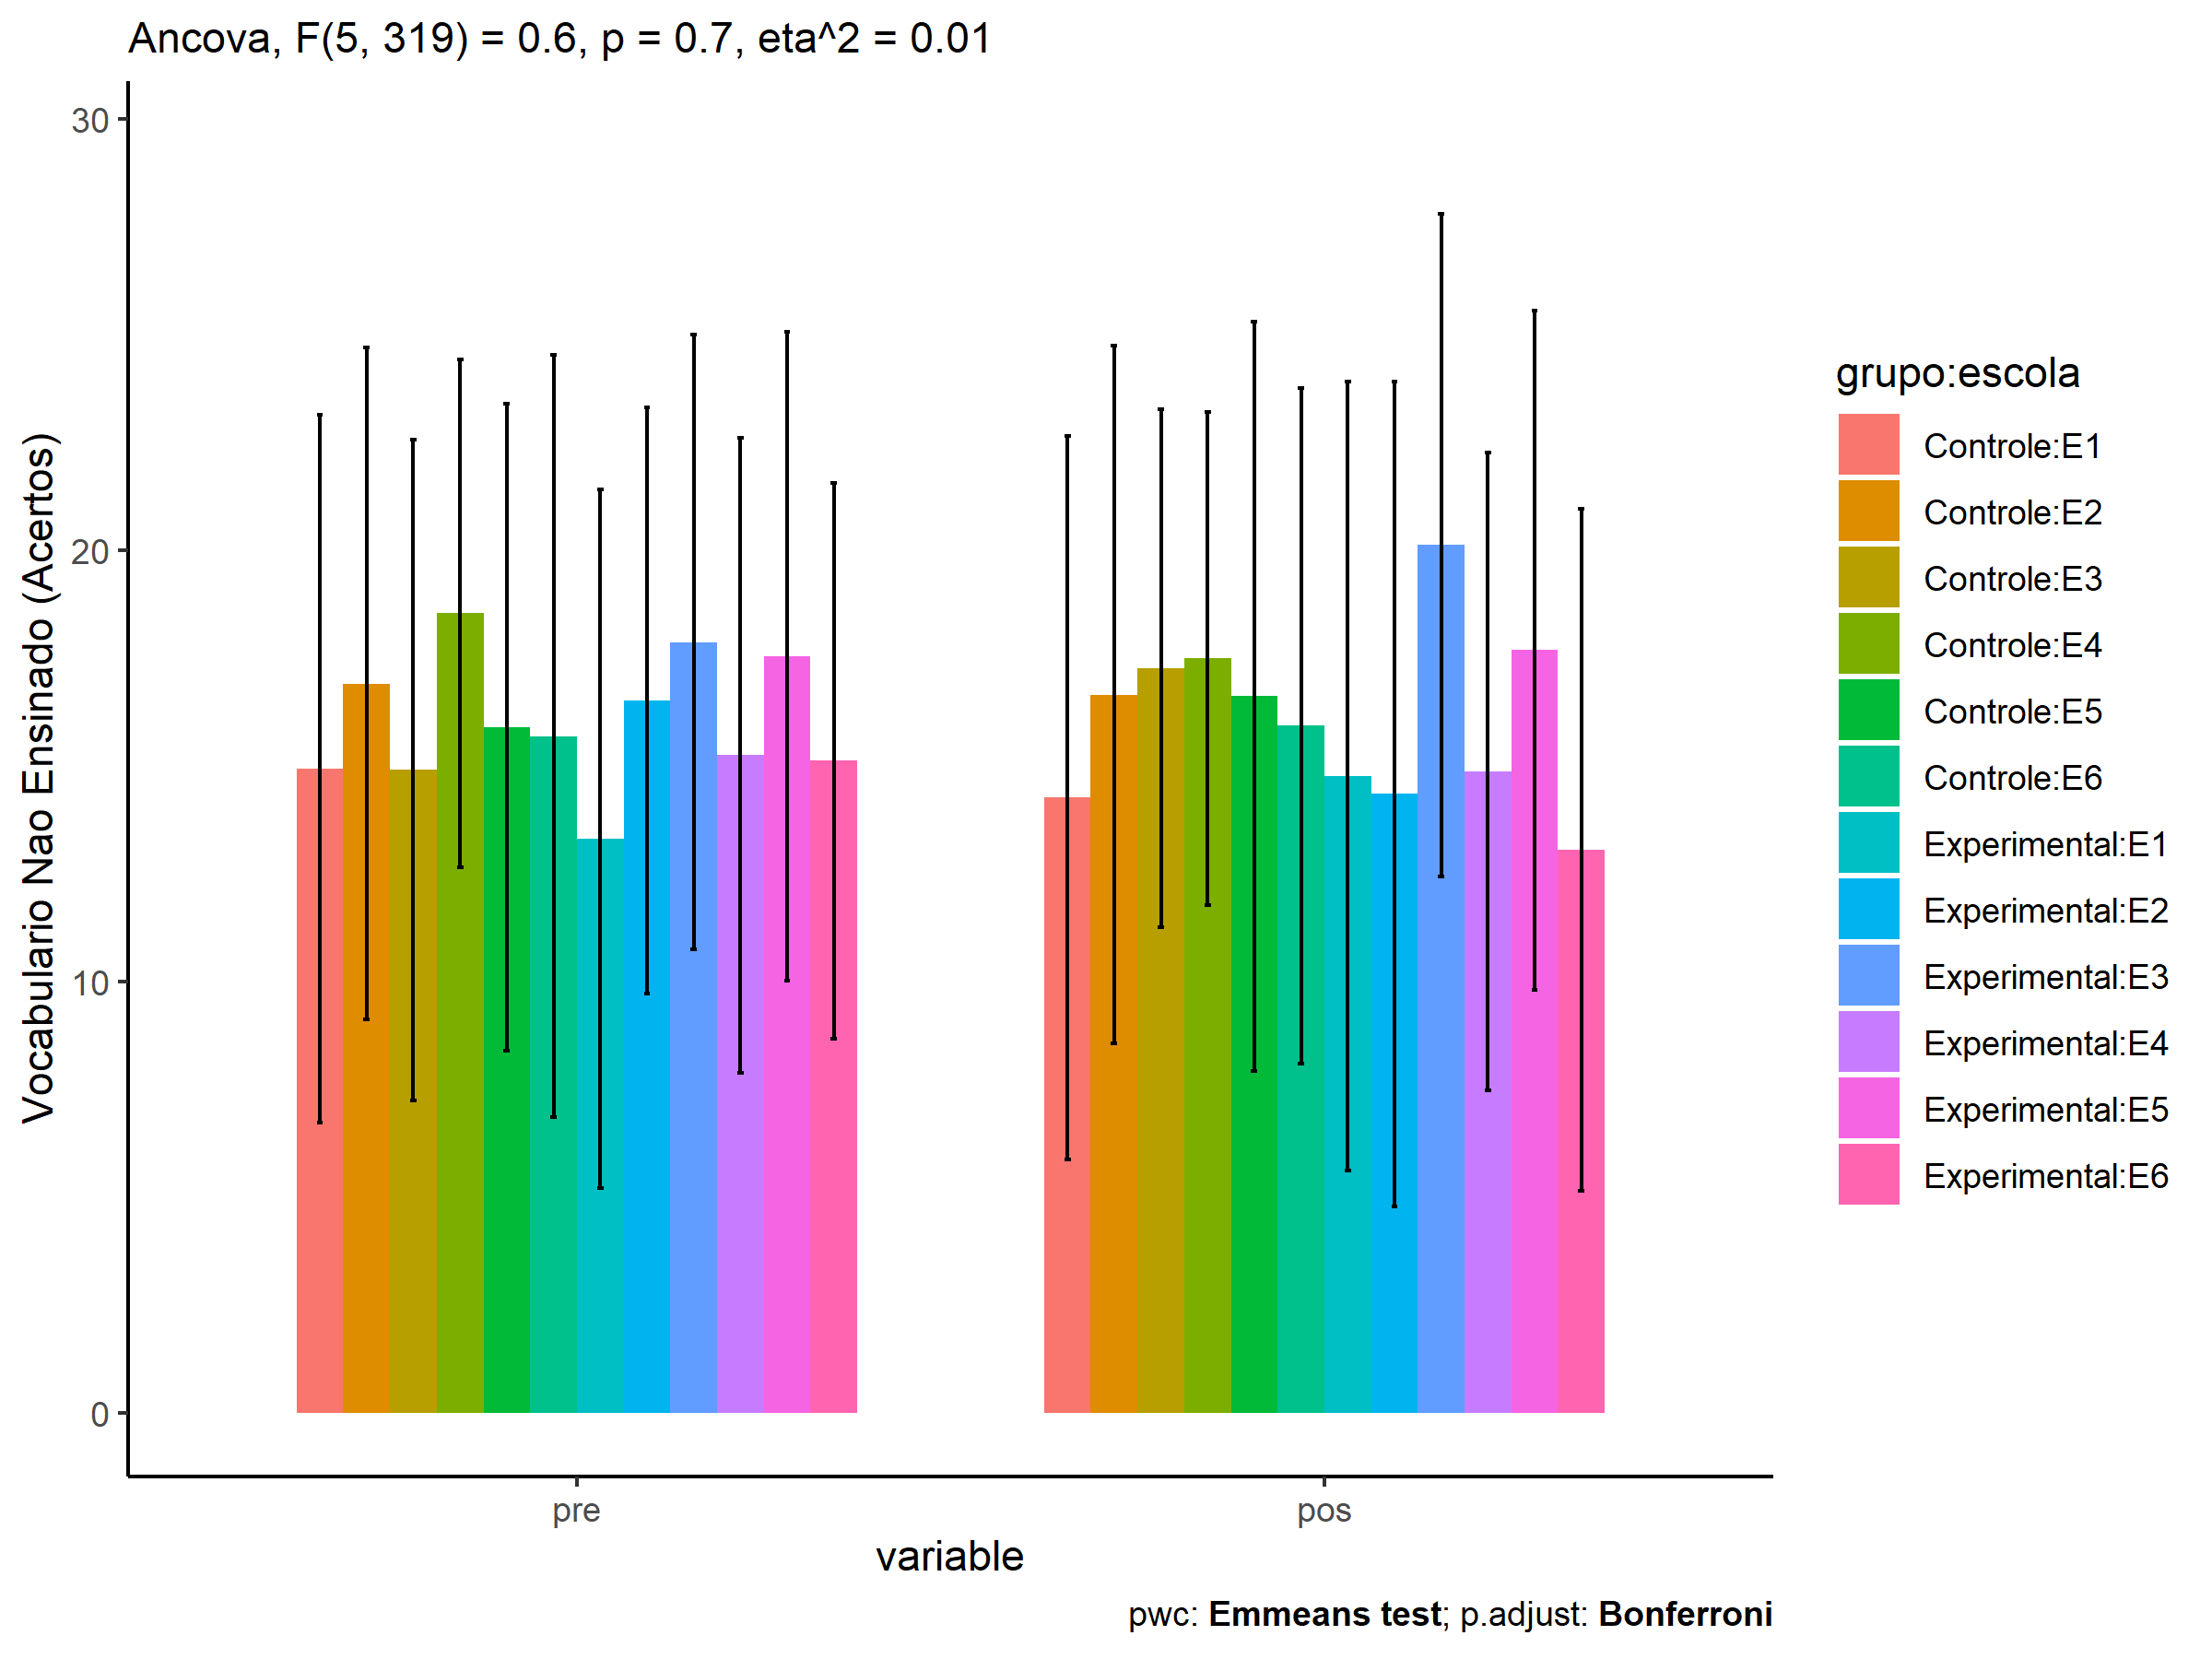 Ancova, F(5, 319) = 0.6, p = 0.7, eta^2 = 0.01
Vocabulario Nao Ensinado (Acertos)
30
20
10
0
pre
pos
variable
grupo:escola
Controle:E1
Controle:E2
Controle:E3
Controle:E4
Controle:E5
Controle:E6
Experimental:E1
Experimental:E2
Experimental:E3
Experimental:E4
Experimental:E5
Experimental:E6
pwc: Emmeans test; p.adjust: Bonferroni